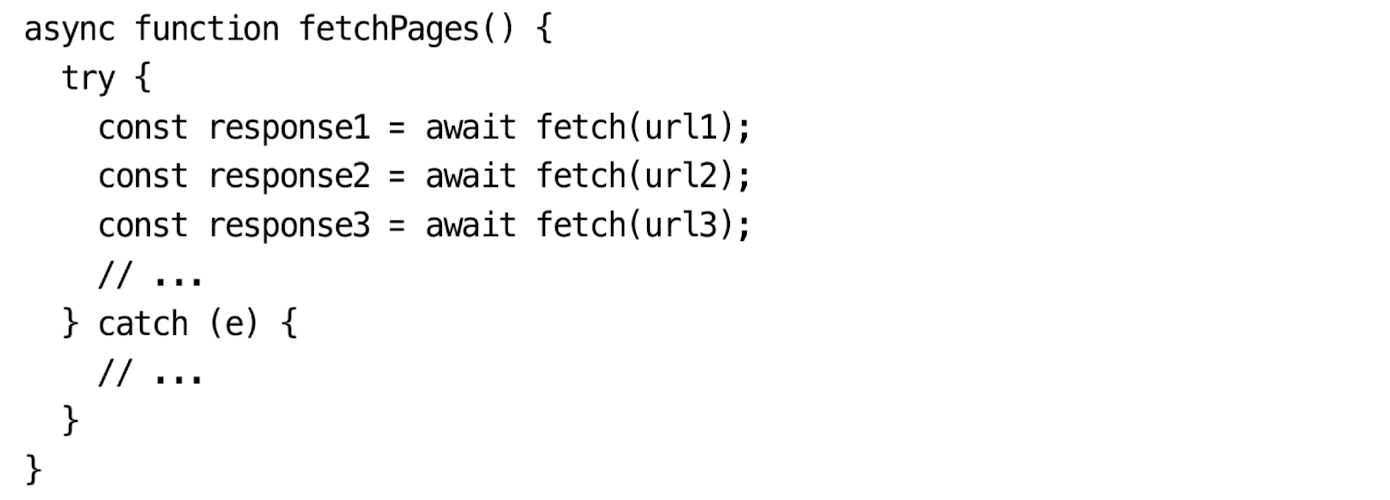 async function fetchPages() {
  try {
    const response1 = await fetch(url1);
    const response2 = await fetch(url2);
    const response3 = await fetch(url3);
    // ...
  } catch (e) {
    // ...
  }
}